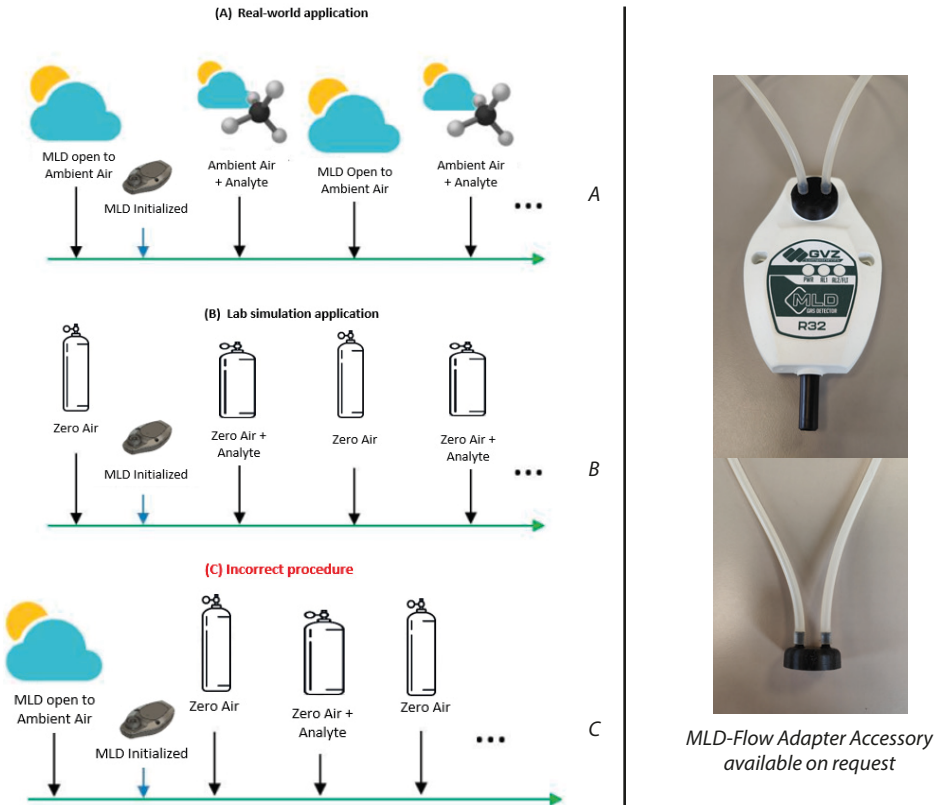 (A) Real-world application
MLD open to
Ambient Air
MLD Initialized
Ambient Air
+ Analyte
MLD Open to
Ambient Air
Ambient Air
+ Analyte
...
A
(B) Lab simulation application
Zero Air
MLD Initialized
Zero Air +
Analyte
Zero Air
Zero Air +
Analyte
...
B
(C) Incorrect procedure
MLD open to
Ambient Air
MLD Initialized
Zero Air
Zero Air +
Analyte
Zero Air
...
C
GVZ
PWR AL1 AL2/FLT
MLD
GAS DETECTOR
R32
MLD-Flow Adapter Accessory
available on request